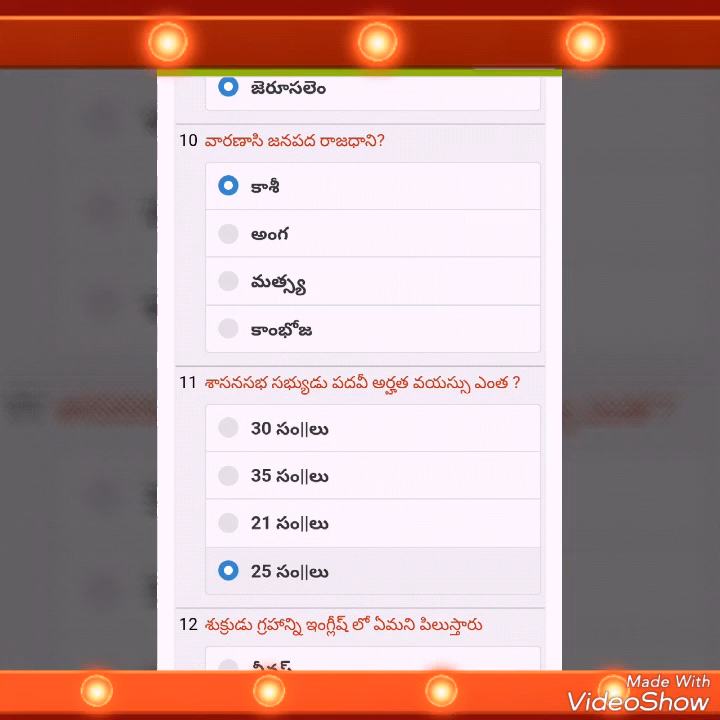 జెరూసలెం
10 వారణాసి జనపద రాజధాని?
కాశీ
అంగ
మత్స్య
కాంభోజ
11 శాసనసభ సభ్యుడు పదవీ అర్హత వయస్సు ఎంత ?
30 సం||లు
35 సం||లు
21 సం||లు
25 సం||లు
12 శుక్రుడు గ్రహాన్ని ఇంగ్లీష్ లో ఏమని పిలుస్తారు
Made With
VideoShow